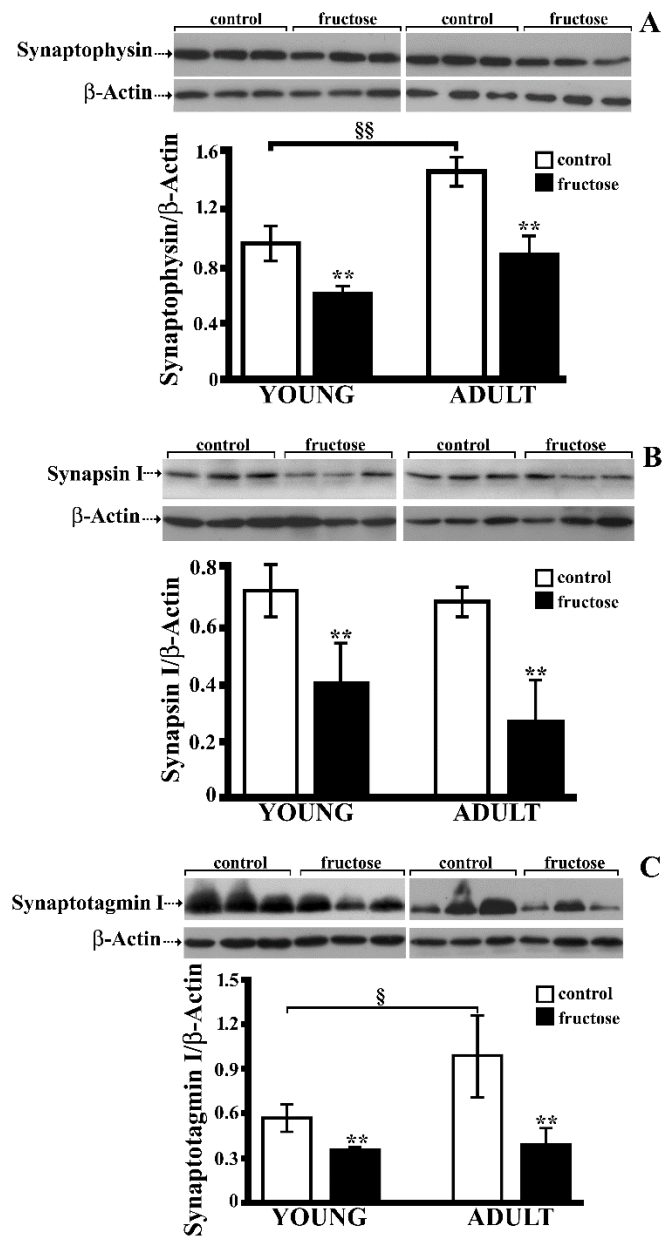 A
control fructose control fructose
Synaptophysin
β-Actin
§§
control
fructose
Synaptophysin/β-Actin
1.6
1.2
0.8
0.4
0
** **
YOUNG ADULT
B
control fructose control fructose
Synapsin I
β-Actin
control
fructose
Synapsin I/β-Actin
0.8
0.6
0.4
0.2
0
** **
YOUNG ADULT
C
control fructose control fructose
Synaptotagmin I
β-Actin
§
control
fructose
Synaptotagmin I/β-Actin
1.5
1.2
0.9
0.6
0.3
0
** **
YOUNG ADULT